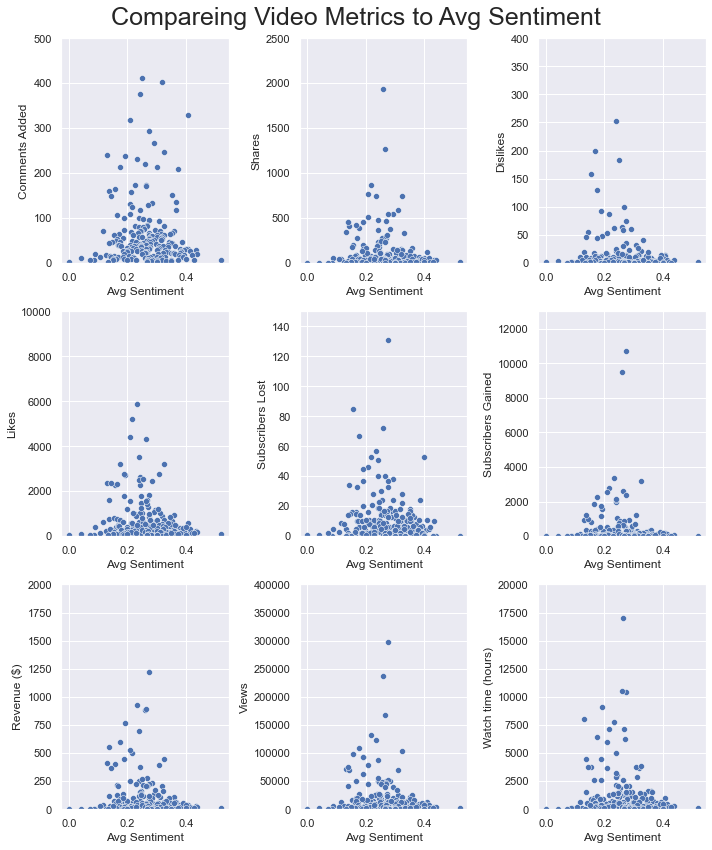 Compareing Video Metrics to Avg Sentiment
500
400
300
200
100
0
Comments Added
0.0 0.2 0.4
Avg Sentiment
2500
2000
1500
1000
500
0
Shares
0.0 0.2 0.4
Avg Sentiment
400
350
300
250
200
150
100
50
0
Dislikes
0.0 0.2 0.4
Avg Sentiment
10000
8000
6000
4000
2000
0
Likes
0.0 0.2 0.4
Avg Sentiment
140
120
100
80
60
40
20
0
Subscribers Lost
0.0 0.2 0.4
Avg Sentiment
12000
10000
8000
6000
4000
2000
0
Subscribers Gained
0.0 0.2 0.4
Avg Sentiment
2000
1750
1500
1250
1000
750
500
250
0
Revenue ($)
0.0 0.2 0.4
Avg Sentiment
400000
350000
300000
250000
200000
150000
100000
50000
0
Views
0.0 0.2 0.4
Avg Sentiment
20000
17500
15000
12500
10000
7500
5000
2500
0
Watch time (hours)
0.0 0.2 0.4
Avg Sentiment